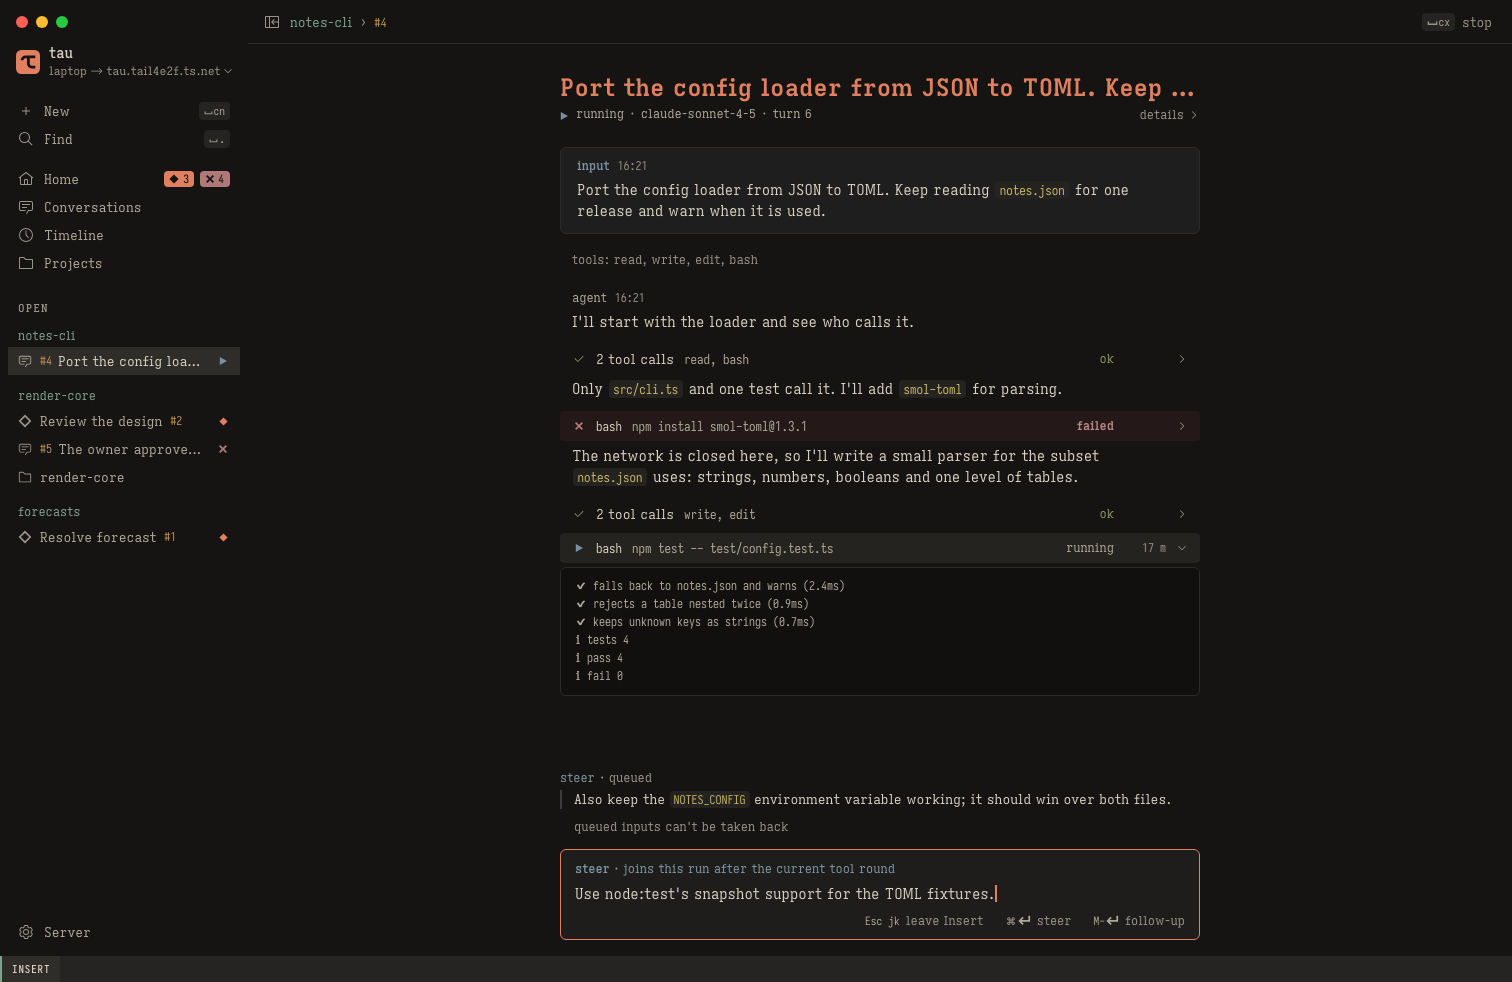 tau
laptop → tau.tail4e2f.ts.net
New ⎵cn
Find ⎵.
Home ◆ 3 ✕ 4
Conversations
Timeline
Projects
OPEN
notes-cli
#4 Port the config loa...
render-core
Review the design #2
#5 The owner approve...
render-core
forecasts
Resolve forecast #1
Server
INSERT
notes-cli › #4
⎵cx stop
Port the config loader from JSON to TOML. Keep ...
running · claude-sonnet-4-5 · turn 6
details
input 16:21
Port the config loader from JSON to TOML. Keep reading notes.json for one
release and warn when it is used.
tools: read, write, edit, bash
agent 16:21
I'll start with the loader and see who calls it.
✓ 2 tool calls read, bash ok
Only src/cli.ts and one test call it. I'll add smol-toml for parsing.
✕ bash npm install smol-toml@1.3.1 failed
The network is closed here, so I'll write a small parser for the subset
notes.json uses: strings, numbers, booleans and one level of tables.
✓ 2 tool calls write, edit ok
▶ bash npm test -- test/config.test.ts running 17 m
✔ falls back to notes.json and warns (2.4ms)
✔ rejects a table nested twice (0.9ms)
✔ keeps unknown keys as strings (0.7ms)
ℹ tests 4
ℹ pass 4
ℹ fail 0
steer · queued
Also keep the NOTES_CONFIG environment variable working; it should win over both files.
queued inputs can't be taken back
steer · joins this run after the current tool round
Use node:test's snapshot support for the TOML fixtures.
Esc jk leave Insert ⌘↵ steer M-↵ follow-up